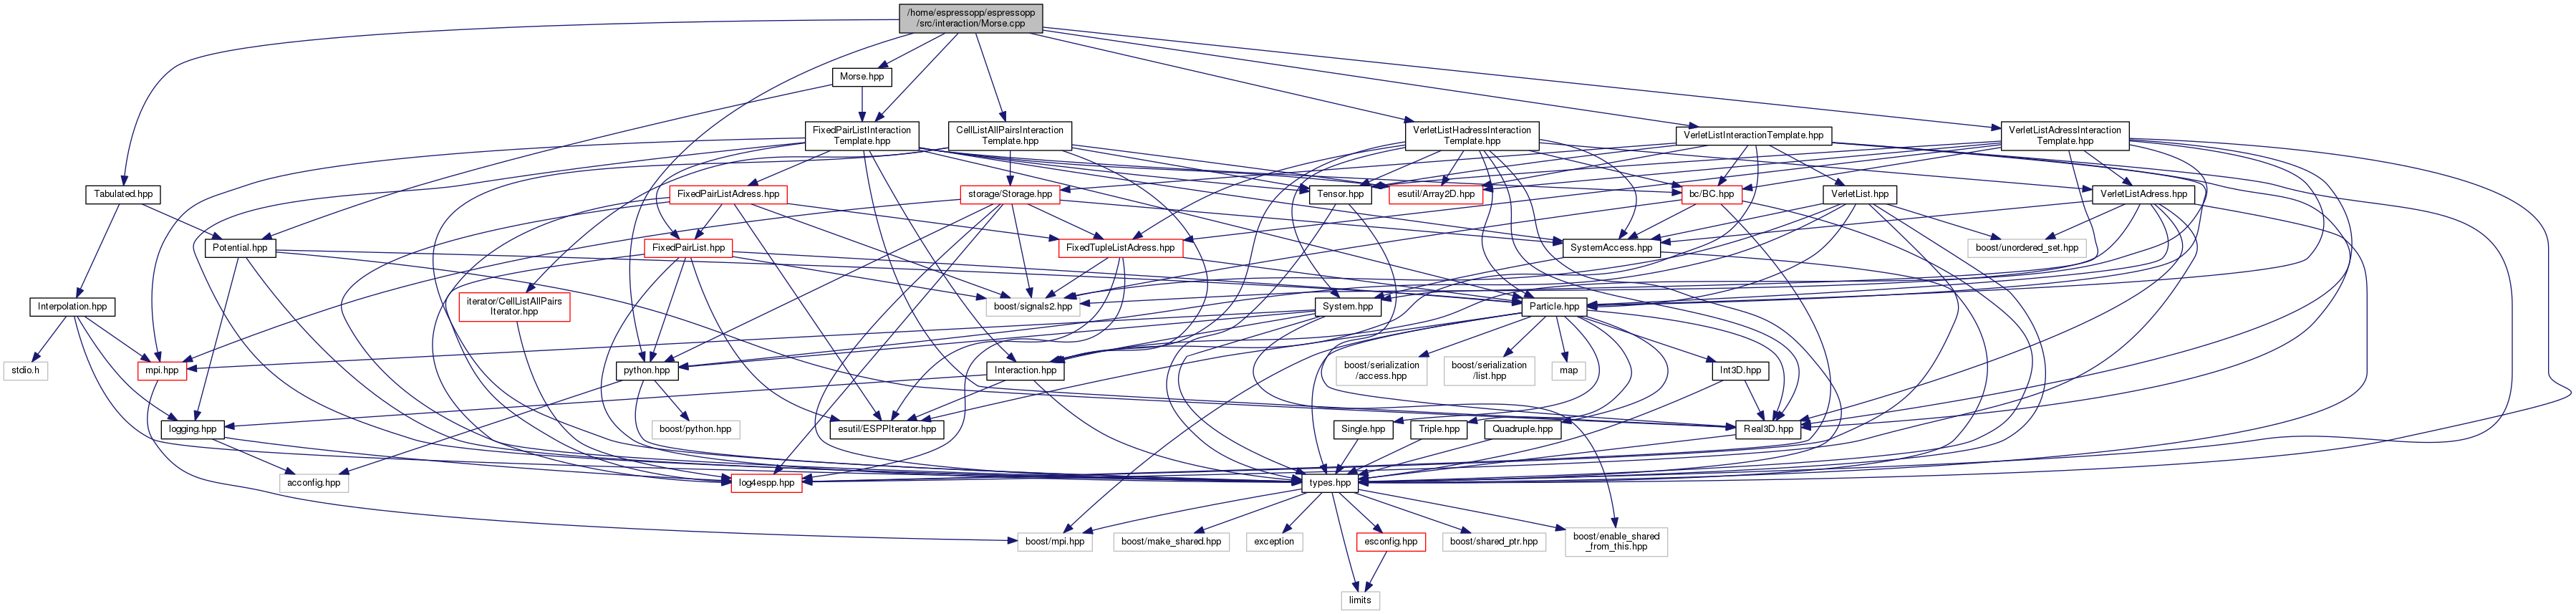 /home/espressopp/espressopp
/src/interaction/Morse.cpp
Morse.hpp
FixedPairListInteraction
Template.hpp
CellListAllPairsInteraction
Template.hpp
VerletListHadressInteraction
Template.hpp
VerletListInteractionTemplate.hpp
VerletListAdressInteraction
Template.hpp
Tabulated.hpp
FixedPairListAdress.hpp
storage/Storage.hpp
Tensor.hpp
esutil/Array2D.hpp
bc/BC.hpp
VerletList.hpp
VerletListAdress.hpp
Potential.hpp
FixedPairList.hpp
FixedTupleListAdress.hpp
SystemAccess.hpp
boost/unordered_set.hpp
Interpolation.hpp
iterator/CellListAllPairs
Iterator.hpp
boost/signals2.hpp
System.hpp
Particle.hpp
stdio.h
mpi.hpp
python.hpp
Interaction.hpp
boost/serialization
/access.hpp
boost/serialization
/list.hpp
map
Int3D.hpp
logging.hpp
boost/python.hpp
esutil/ESPPIterator.hpp
Single.hpp
Triple.hpp
Quadruple.hpp
Real3D.hpp
acconfig.hpp
log4espp.hpp
types.hpp
boost/mpi.hpp
boost/make_shared.hpp
exception
esconfig.hpp
boost/shared_ptr.hpp
boost/enable_shared
_from_this.hpp
limits